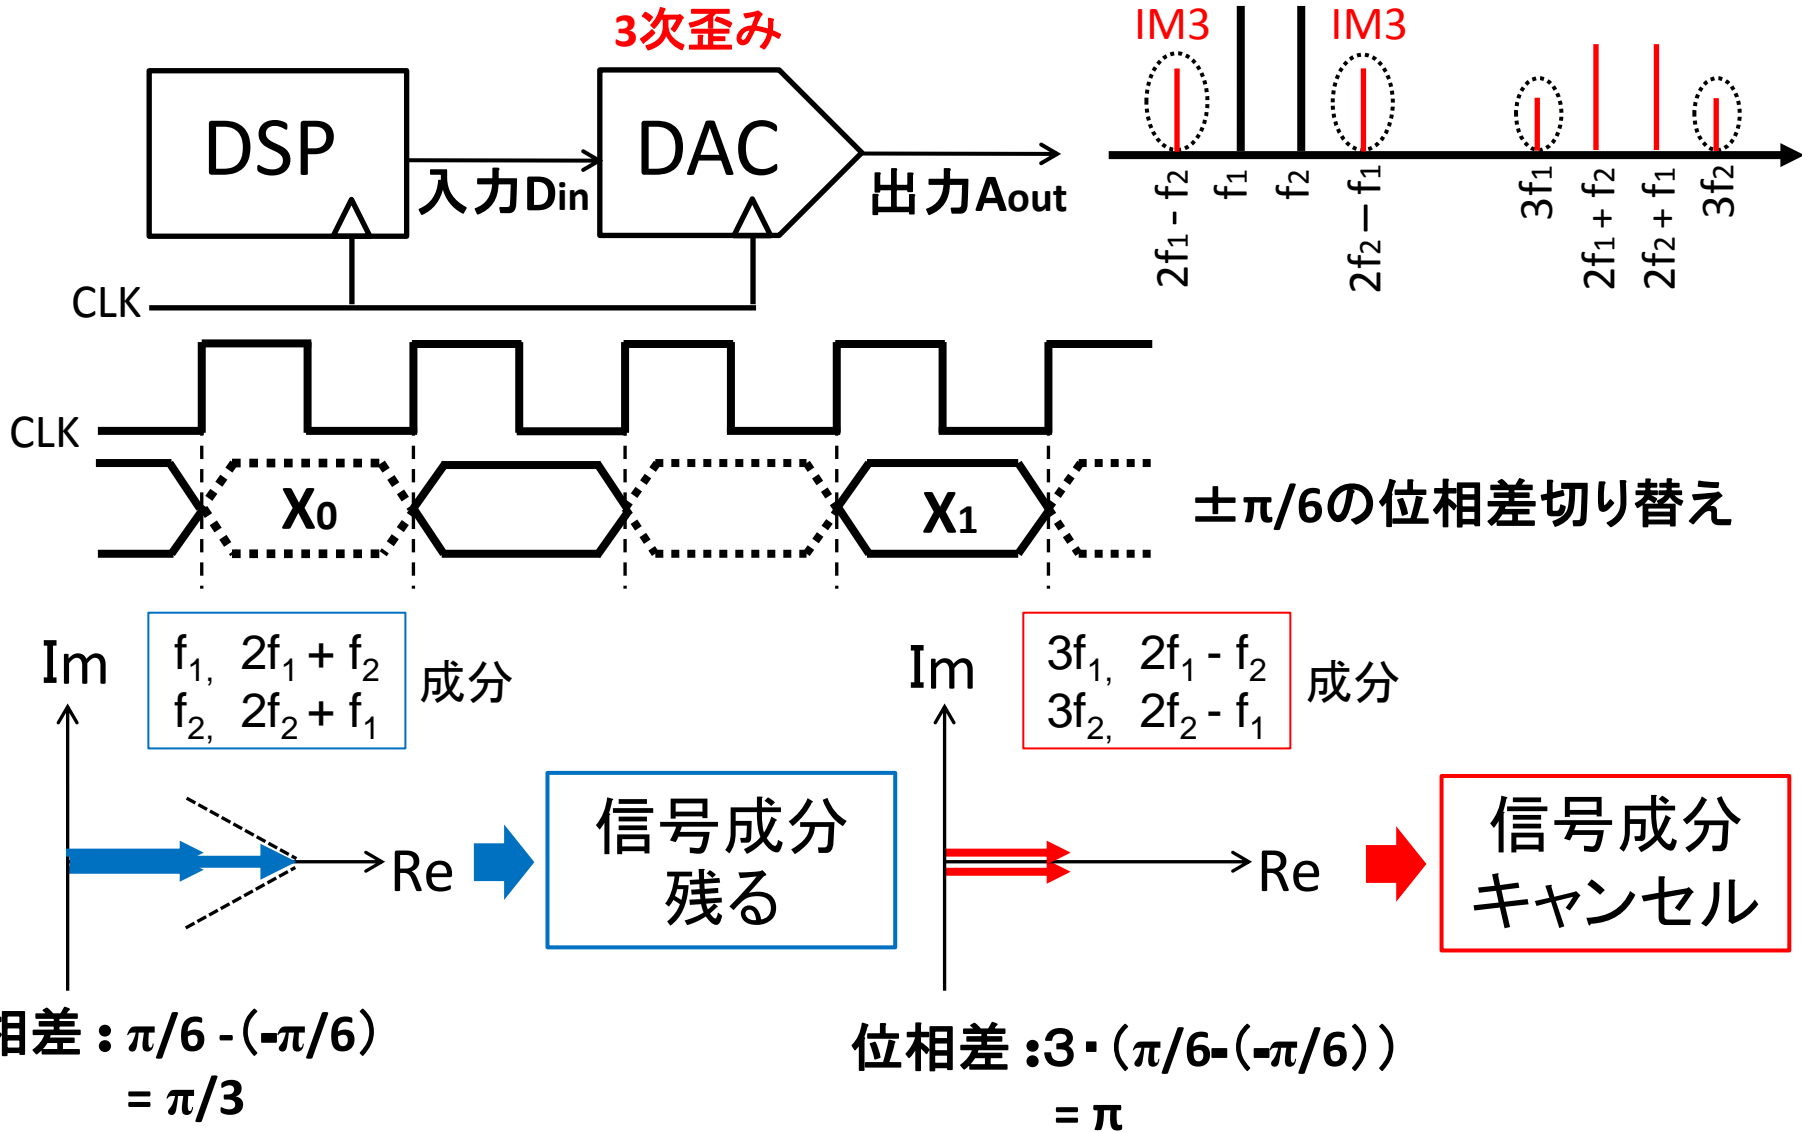 3次歪み
DSP
DAC
入力Din
出力Aout
CLK
IM3
IM3
2f1 - f2
f1
f2
2f2 – f1
3f1
2f1 + f2
2f2 + f1
3f2
CLK
X0
X1
±π/6の位相差切り替え
Im
f1, 2f1 + f2
f2, 2f2 + f1
成分
Re
信号成分
残る
相差：π/6 -（-π/6）
= π/3
Im
3f1, 2f1 - f2
3f2, 2f2 - f1
成分
Re
信号成分
キャンセル
位相差：3・（π/6-（-π/6））
= π